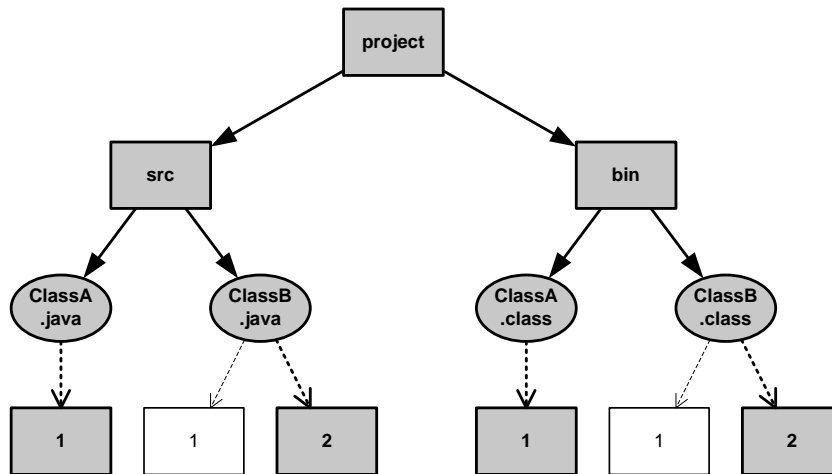 project
src
bin
ClassA
.java
ClassB
.java
ClassA
.class
ClassB
.class
1
1
2
1
1
2